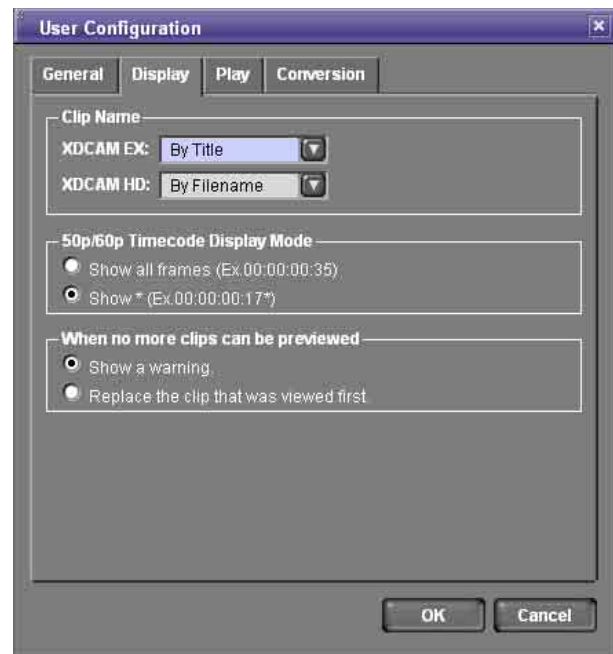 User Configuration
General Display Play Conversion
Clip Name
XDCAM EX: By Title
XDCAM HD: By Filename
50p/60p Timecode Display Mode
Show all frames (Ex.00:00:00:35)
Show * (Ex.00:00:00:17*)
When no more clips can be previewed
Show a warning.
Replace the clip that was viewed first.
OK Cancel